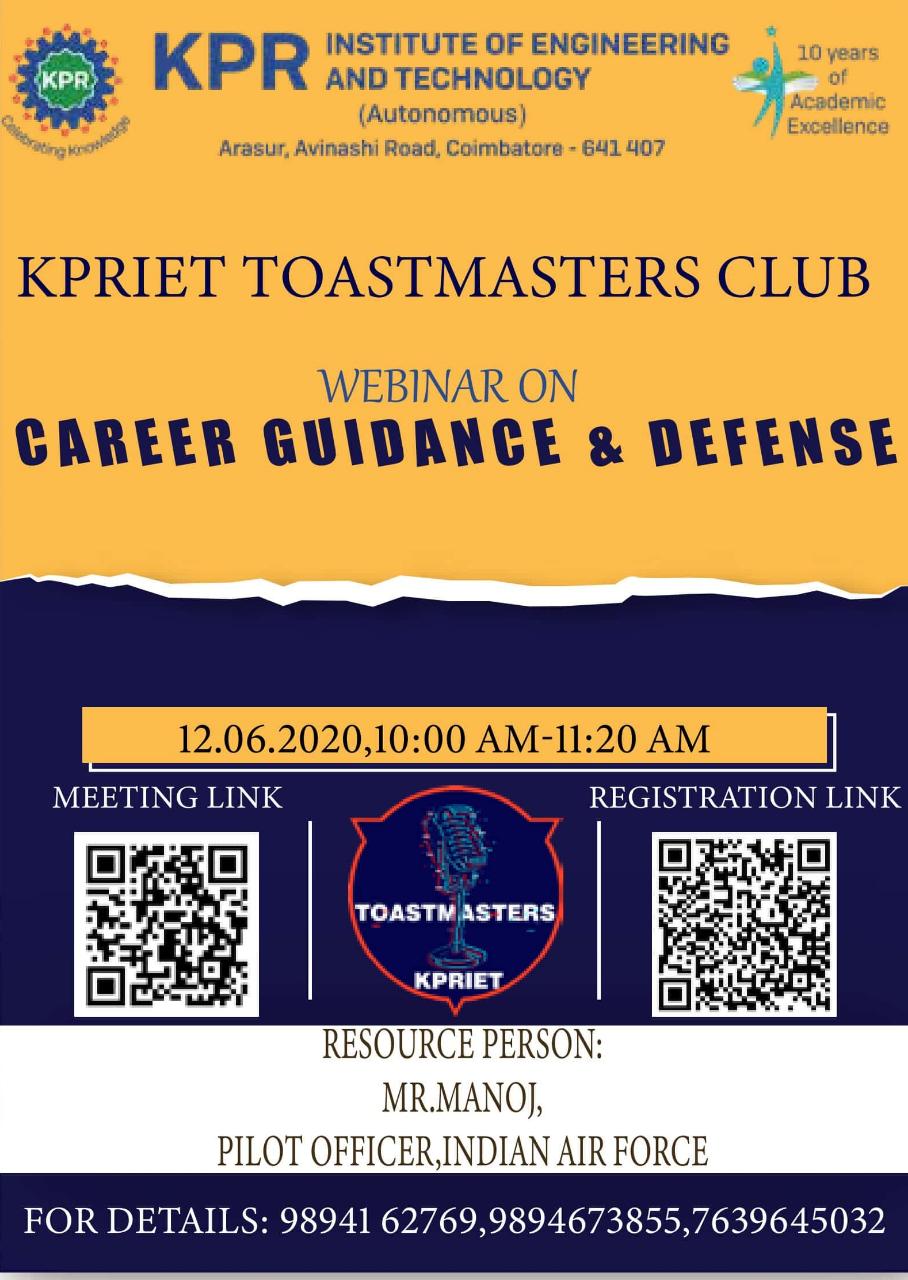 KPR
Celebrating Knowledge
KPR INSTITUTE OF ENGINEERING
AND TECHNOLOGY
(Autonomous)
Arasur, Avinashi Road, Coimbatore - 641 407
10 years
of
Academic
Excellence
KPRIET TOASTMASTERS CLUB
WEBINAR ON
CAREER GUIDANCE & DEFENSE
12.06.2020,10:00 AM-11:20 AM
MEETING LINK
REGISTRATION LINK
TOASTMASTERS
KPRIET
RESOURCE PERSON:
MR.MANOJ,
PILOT OFFICER,INDIAN AIR FORCE
FOR DETAILS: 98941 62769,9894673855,7639645032